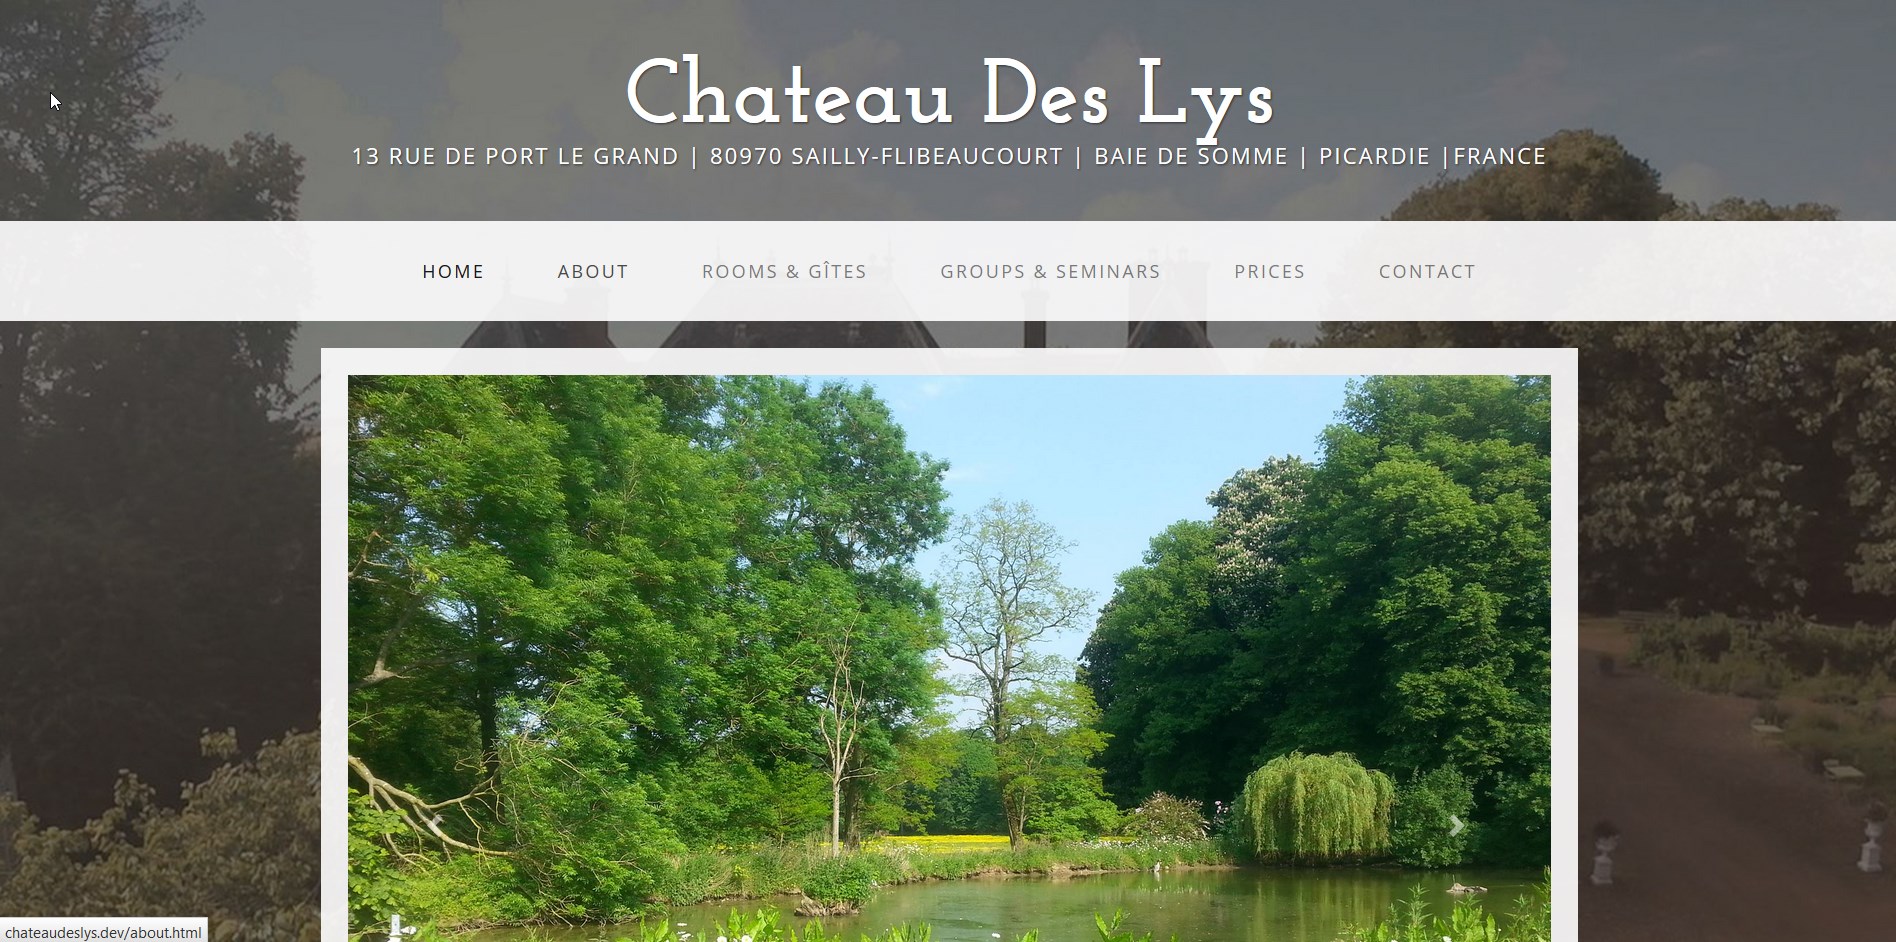 Chateau Des Lys
13 RUE DE PORT LE GRAND | 80970 SAILLY-FLIBEAUCOURT | BAIE DE SOMME | PICARDIE |FRANCE
HOME ABOUT ROOMS & GÎTES GROUPS & SEMINARS PRICES CONTACT
chateaudeslys.dev/about.html